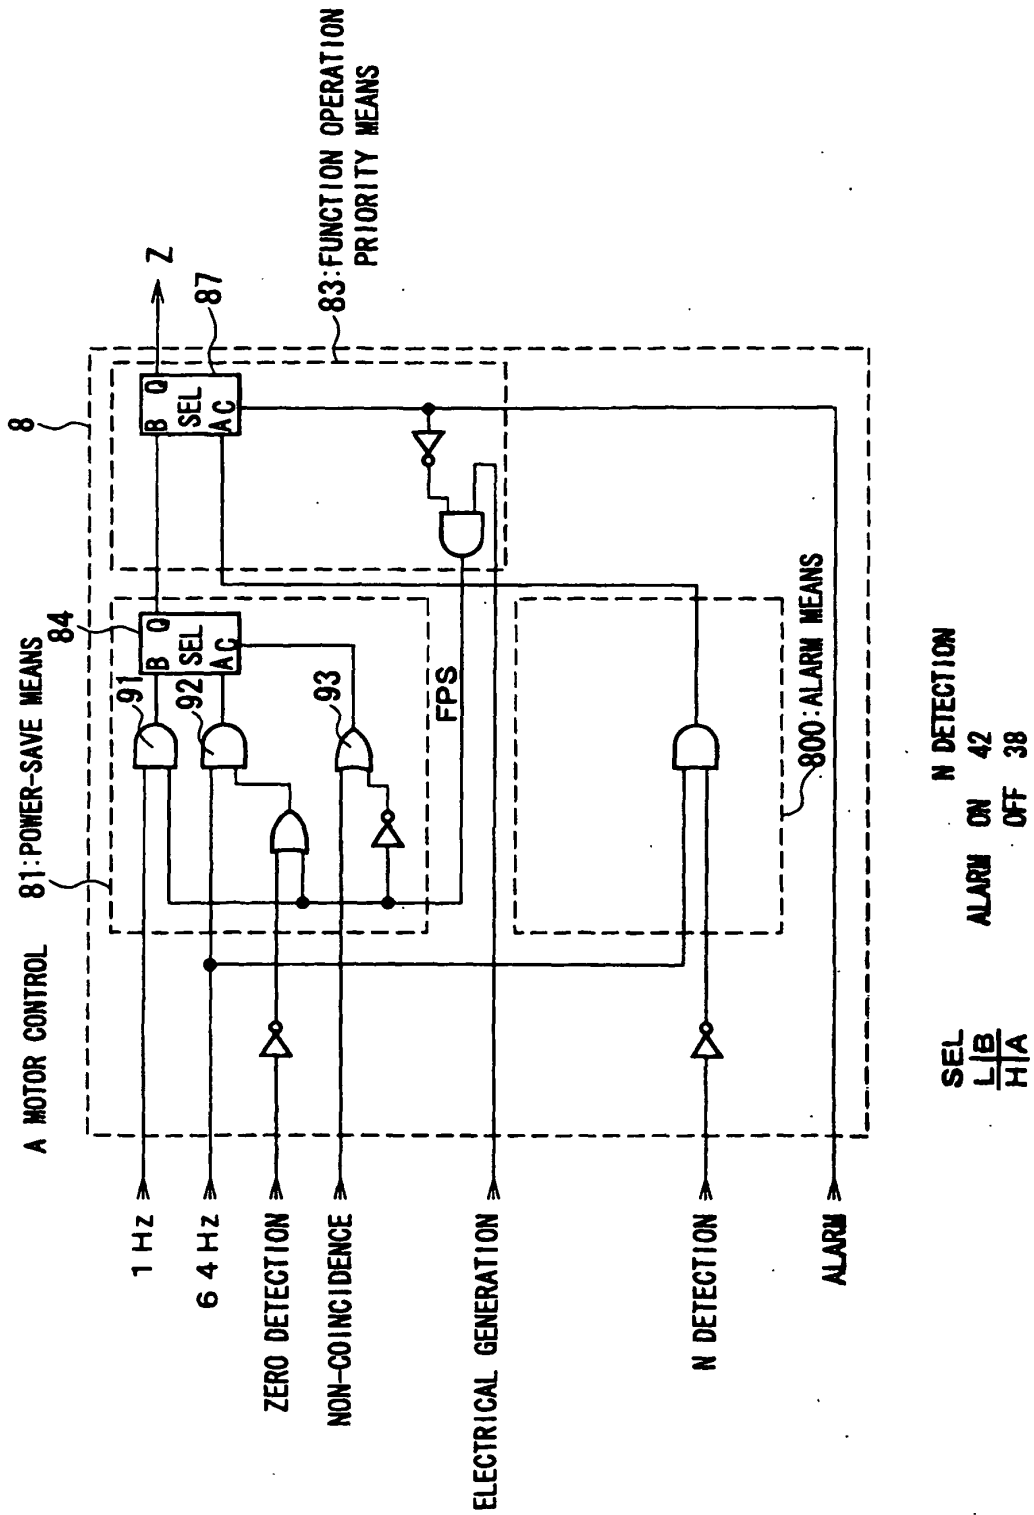 A MOTOR CONTROL
81:POWER-SAVE MEANS
8
84
91
92
93
B Q
SEL
A C
87
B Q
SEL
A C
Z
83:FUNCTION OPERATION
PRIORITY MEANS
FPS
800:ALARM MEANS
1 Hz
64 Hz
ZERO DETECTION
NON-COINCIDENCE
ELECTRICAL GENERATION
N DETECTION
ALARM
SEL
L B
H A
N DETECTION
ALARM ON 42
OFF 38